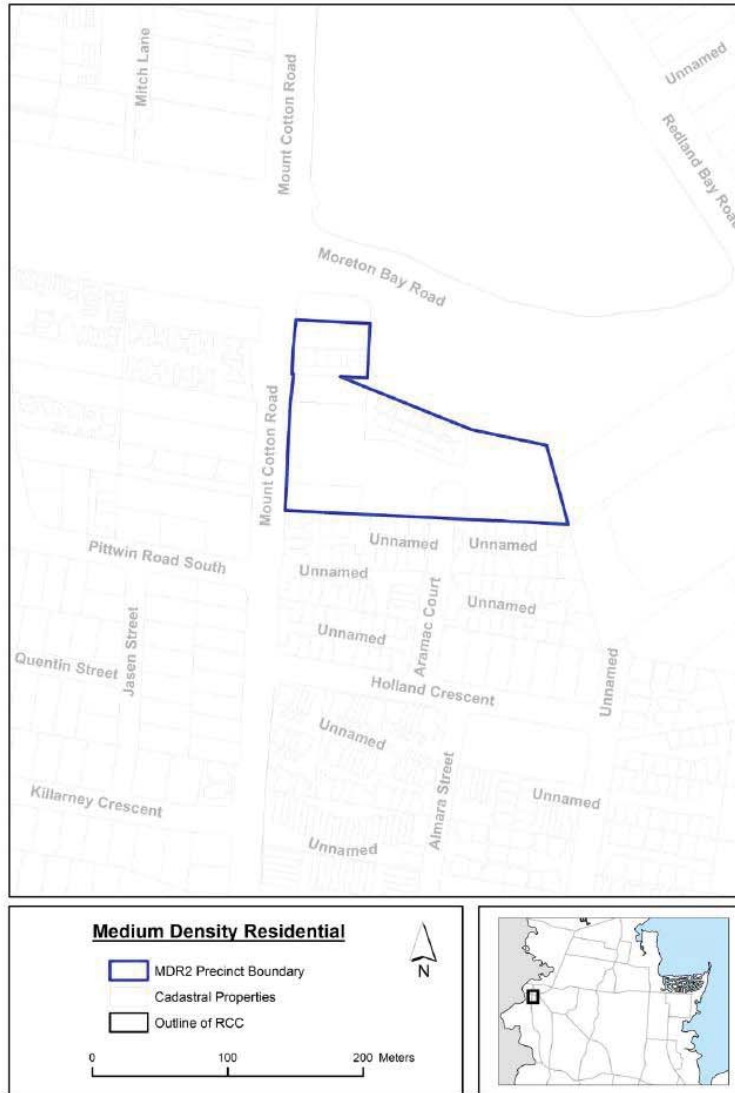 Mitch Lane
Mount Cotton Road
Unnamed
Redland Bay Road
Moreton Bay Road
Mount Cotton Road
Pittwin Road South
Unnamed
Unnamed
Unnamed
Unnamed
Aramac Court
Jasen Street
Unnamed
Quentin Street
Holland Crescent
Unnamed
Unnamed
Killarney Crescent
Almara Street
Unnamed
Unnamed
Medium Density Residential
MDR2 Precinct Boundary
Cadastral Properties
Outline of RCC
N
0 100 200 Meters